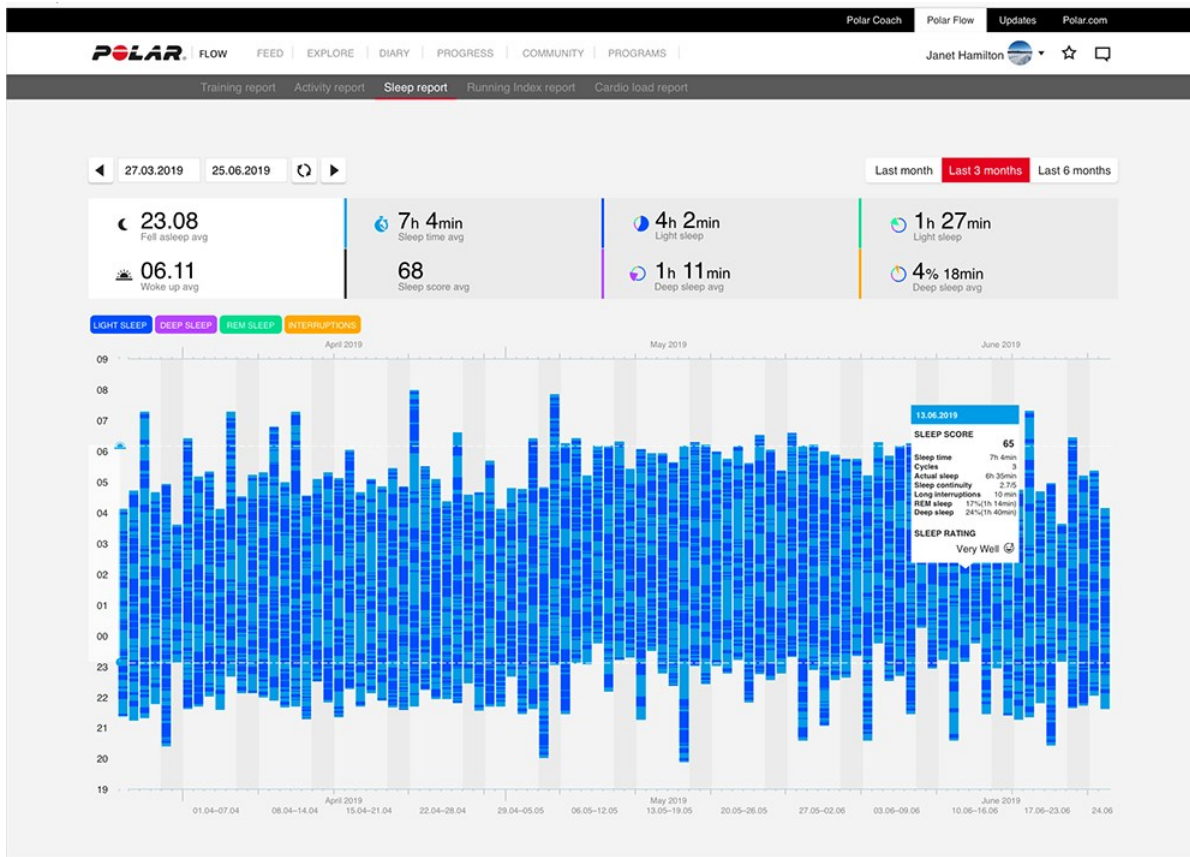 Polar Coach Polar Flow Updates Polar.com
POLAR. FLOW FEED EXPLORE DIARY PROGRESS COMMUNITY PROGRAMS Janet Hamilton
Training report Activity report Sleep report Running Index report Cardio load report
27.03.2019 25.06.2019 Last month Last 3 months Last 6 months
23.08 7h 4min 4h 2min 1h 27min
Fell asleep avg Sleep time avg Light sleep Light sleep
06.11 68 1h 11min 4% 18min
Woke up avg Sleep score avg Deep sleep avg Deep sleep avg
LIGHT SLEEP DEEP SLEEP REM SLEEP INTERRUPTIONS
April 2019 May 2019 June 2019
09
08
07
06
05
04
03
02
01
00
23
22
21
20
19
13.06.2019
SLEEP SCORE
65
Sleep time 7h 4min
Cycles 3
Actual sleep 6h 35min
Sleep continuity 2.7/5
Long interruptions 10 min
REM sleep 17%(1h 14min)
Deep sleep 24%(1h 40min)
SLEEP RATING
Very Well
April 2019 May 2019 June 2019
01.04–07.04 08.04–14.04 15.04–21.04 22.04–28.04 29.04–05.05 06.05–12.05 13.05–19.05 20.05–26.05 27.05–02.06 03.06–09.06 10.06–16.06 17.06–23.06 24.06